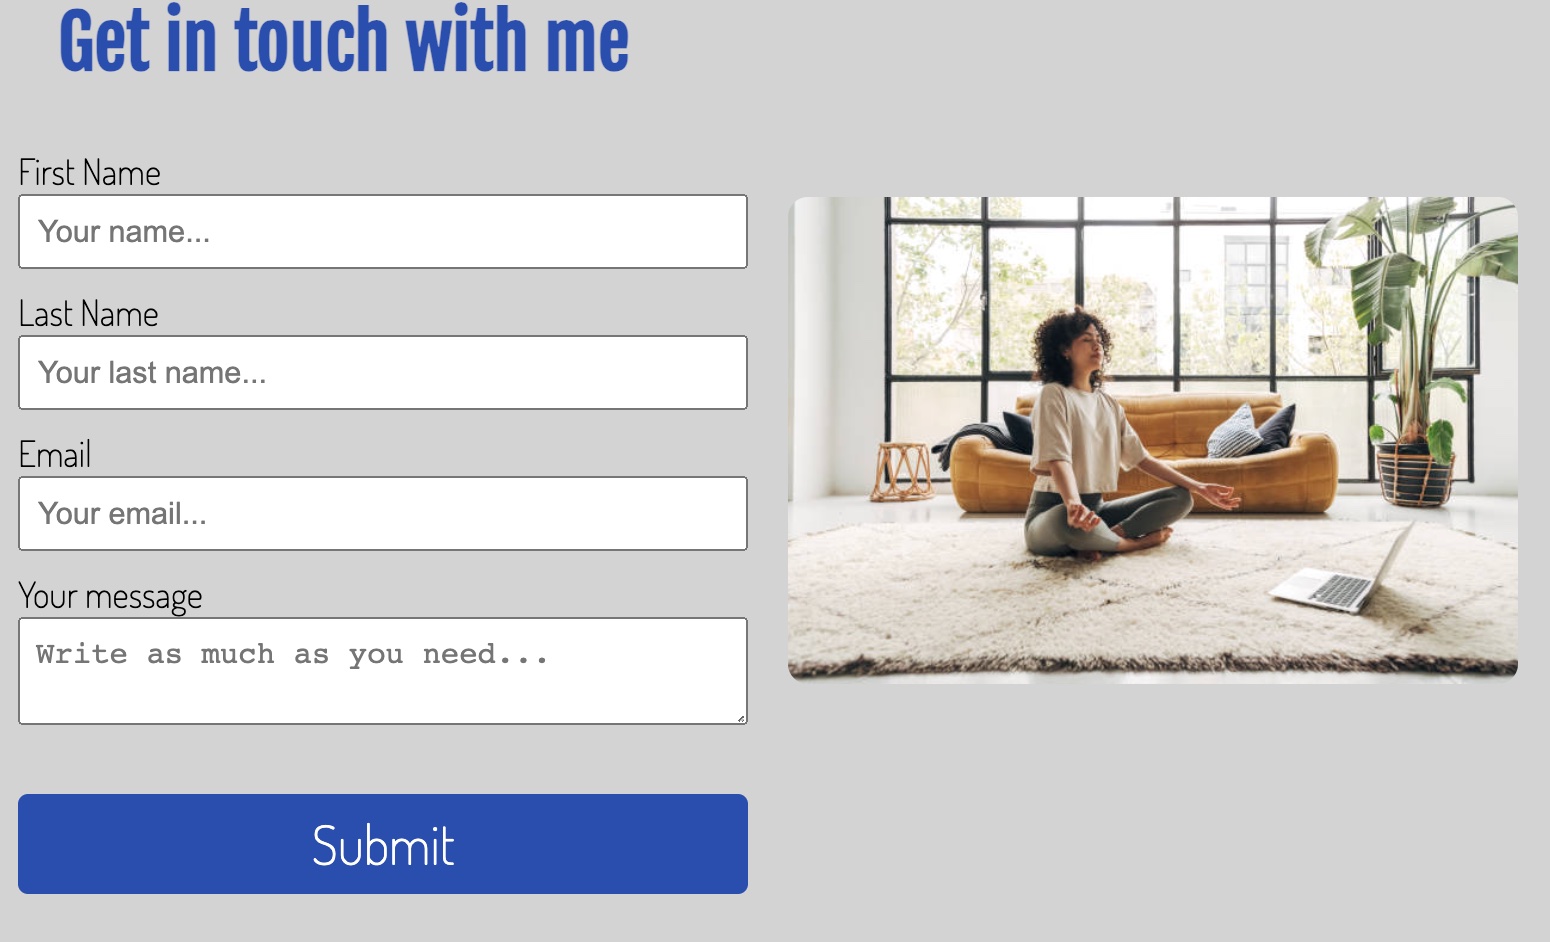 Get in touch with me
First Name
Your name...
Last Name
Your last name...
Email
Your email...
Your message
Write as much as you need...
Submit